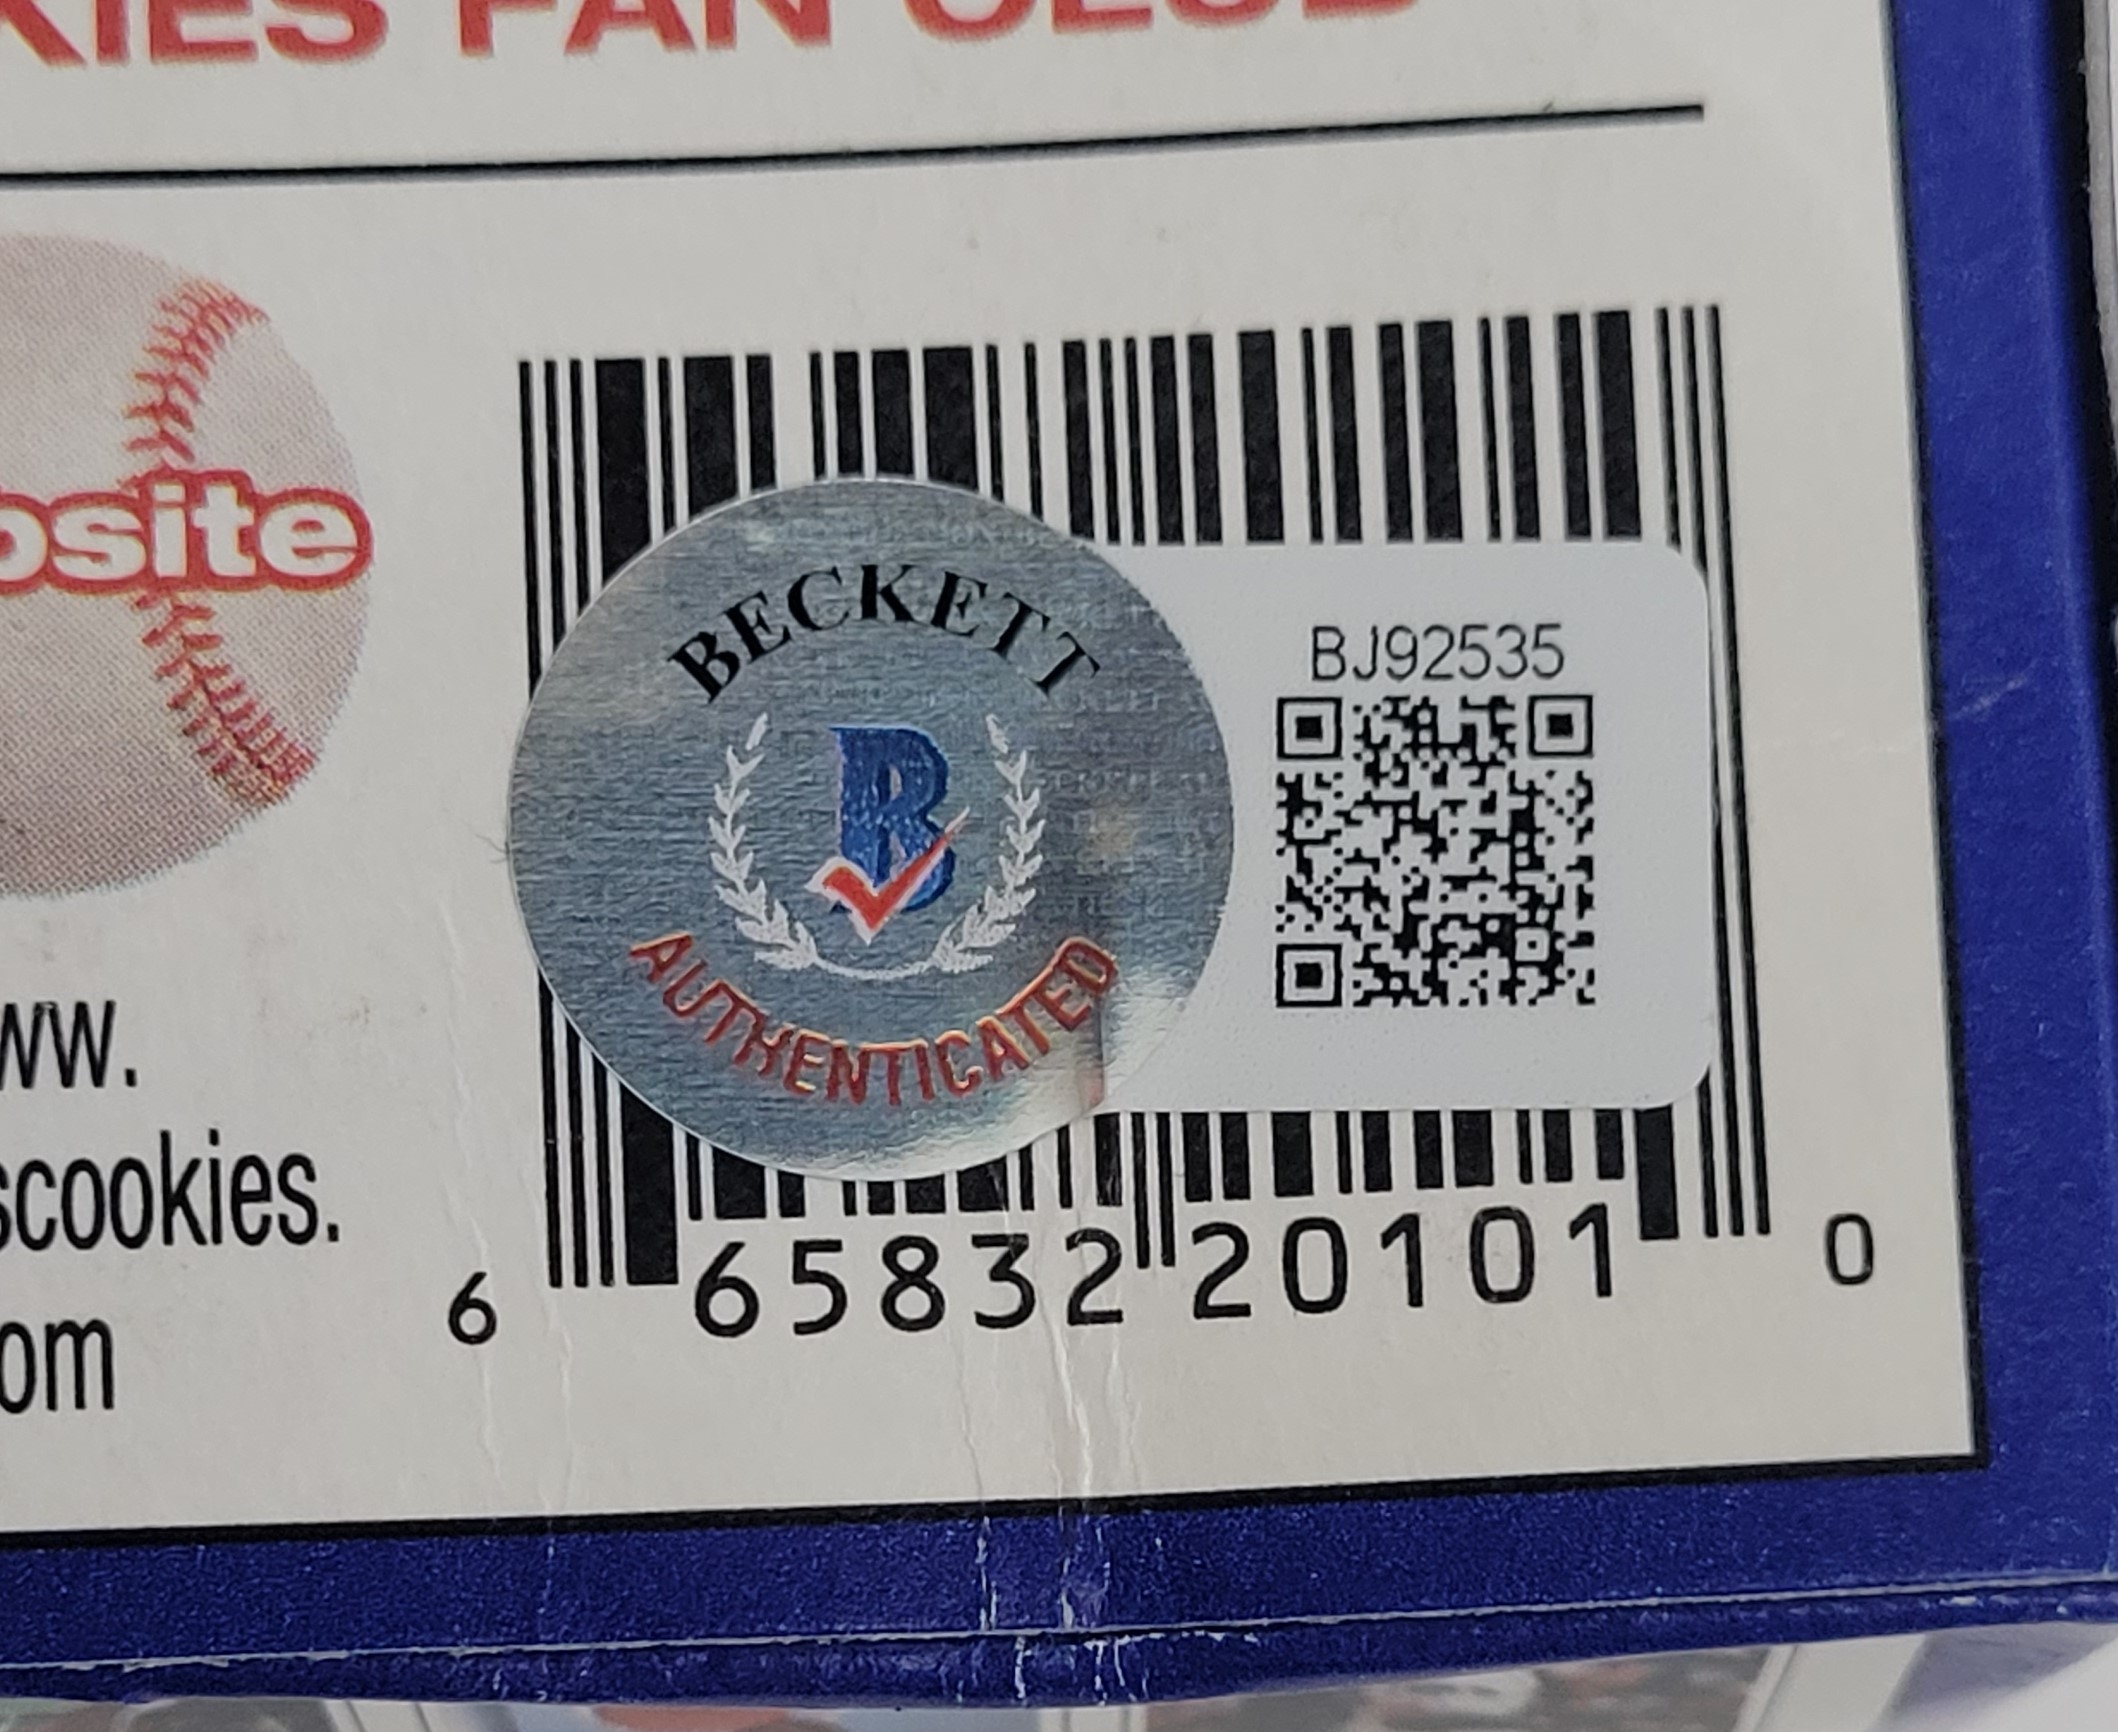 KIES FAN CLUB
osite
BECKETT
B
AUTHENTICATED
BJ92535
ww.
scookies.
om
6 65832 20101 0